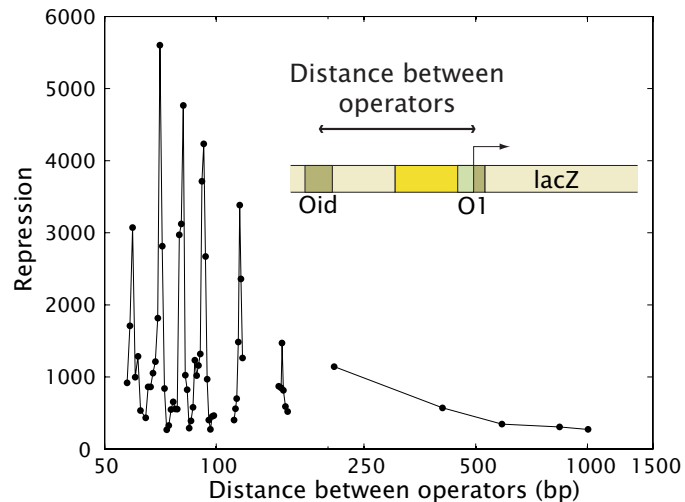 6000
5000
4000
3000
2000
1000
0
Repression
Distance between
operators
Oid
O1
lacZ
50
100
250
500
1000
1500
Distance between operators (bp)